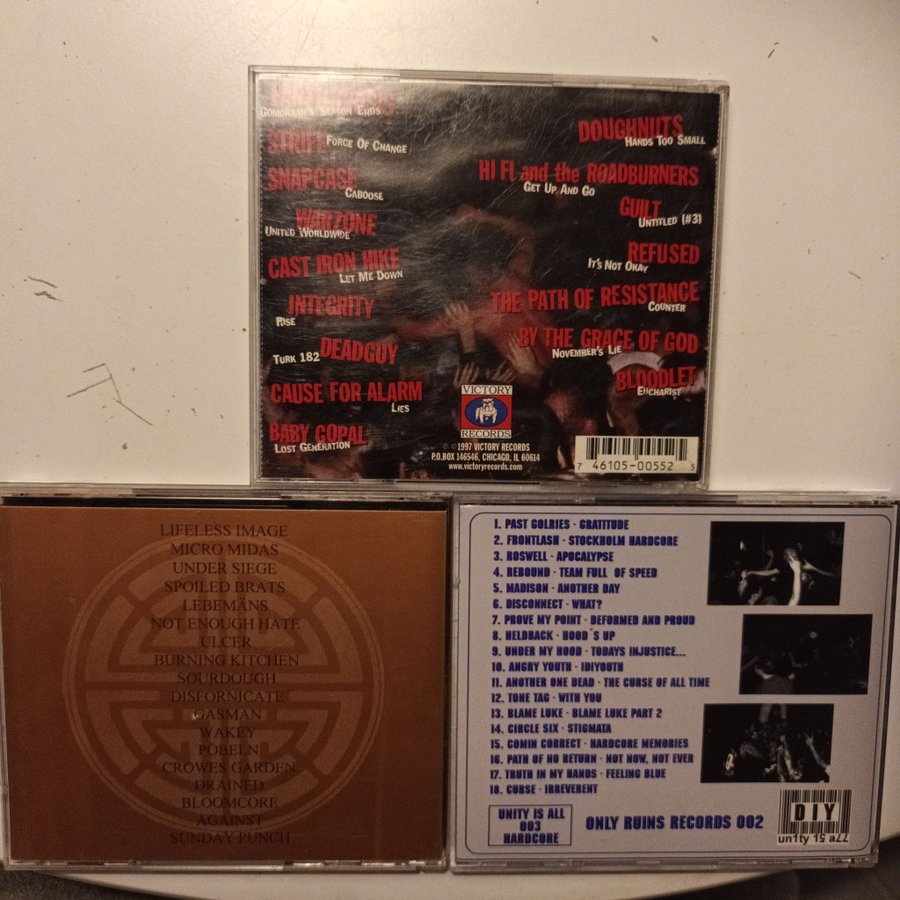 GOMORRAH'S SEASON ENDS
STRIFE
FORCE OF CHANGE
SNAPCASE
CABOOSE
WARZONE
UNITED WORLDWIDE
CAST IRON HIKE
LET ME DOWN
INTEGRITY
RISE
TURK 182 DEADGUY
CAUSE FOR ALARM
LIES
BABY GOPAL
LOST GENERATION
DOUGHNUTS
HANDS TOO SMALL
HI FI and the ROADBURNERS
GET UP AND GO
GUILT
UNTITLED (#3)
REFUSED
IT'S NOT OKAY
THE PATH OF RESISTANCE
COUNTER
BY THE GRACE OF GOD
NOVEMBER'S LIE
BLOODLET
EUCHARIST
VICTORY
RECORDS
℗ © 1997 VICTORY RECORDS
P.O.BOX 146546, CHICAGO, IL 60614
www.victoryrecords.com
7 46105-00552 5
LIFELESS IMAGE
MICRO MIDAS
UNDER SIEGE
SPOILED BRATS
LEBEMÄNS
NOT ENOUGH HATE
ULCER
BURNING KITCHEN
SOURDOUGH
DISFORNICATE
GASMAN
WAKEY
PÖBELN
CROWES GARDEN
DRAINED
BLOOMCORE
AGAINST
SUNDAY PUNCH
1. PAST GOLRIES - GRATITUDE
2. FRONTLASH - STOCKHOLM HARDCORE
3. ROSWELL - APOCALYPSE
4. REBOUND - TEAM FULL OF SPEED
5. MADISON - ANOTHER DAY
6. DISCONNECT - WHAT?
7. PROVE MY POINT - DEFORMED AND PROUD
8. HELDBACK - HOOD´S UP
9. UNDER MY HOOD - TODAYS INJUSTICE...
10. ANGRY YOUTH - IDIYOUTH
11. ANOTHER ONE DEAD - THE CURSE OF ALL TIME
12. TONE TAG - WITH YOU
13. BLAME LUKE - BLAME LUKE PART 2
14. CIRCLE SIX - STIGMATA
15. COMIN CORRECT - HARDCORE MEMORIES
16. PATH OF NO RETURN - NOT NOW, NOT EVER
17. TRUTH IN MY HANDS - FEELING BLUE
18. CURSE - IRREVERENT
UNITY IS ALL
003
HARDCORE
ONLY RUINS RECORDS 002
DIY
un1ty 15 a77